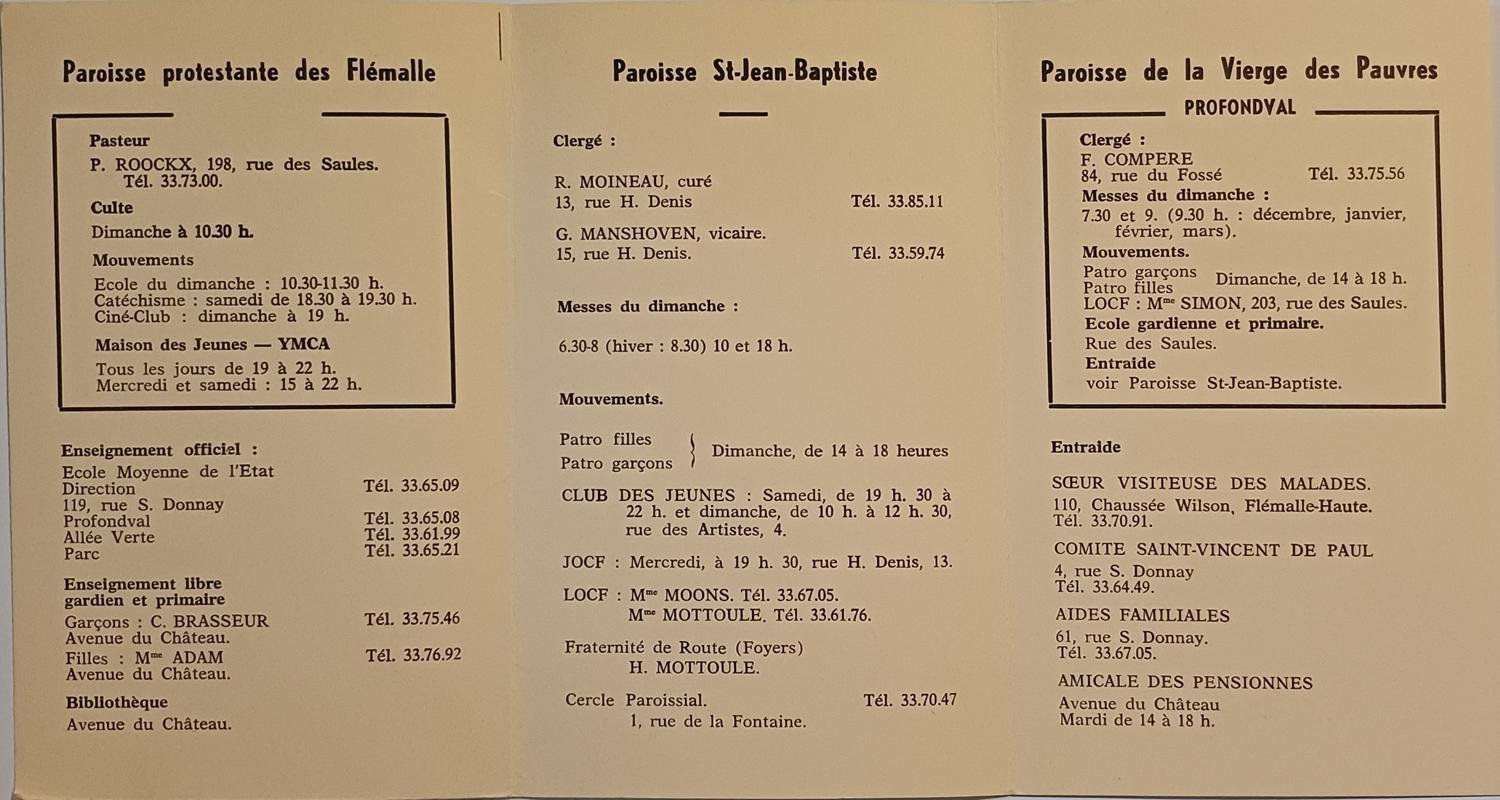 Paroisse protestante des Flémalle
Pasteur
P. ROOCKX, 198, rue des Saules.
Tél. 33.73.00.
Culte
Dimanche à 10.30 h.
Mouvements
Ecole du dimanche : 10.30-11.30 h.
Catéchisme : samedi de 18.30 à 19.30 h.
Ciné-Club : dimanche à 19 h.
Maison des Jeunes — YMCA
Tous les jours de 19 à 22 h.
Mercredi et samedi : 15 à 22 h.
Enseignement officiel :
Ecole Moyenne de l'Etat
Direction Tél. 33.65.09
119, rue S. Donnay
Profondval Tél. 33.65.08
Allée Verte Tél. 33.61.99
Parc Tél. 33.65.21
Enseignement libre
gardien et primaire
Garçons : C. BRASSEUR Tél. 33.75.46
Avenue du Château.
Filles : Mme ADAM Tél. 33.76.92
Avenue du Château.
Bibliothèque
Avenue du Château.
Paroisse St-Jean-Baptiste
Clergé :
R. MOINEAU, curé
13, rue H. Denis Tél. 33.85.11
G. MANSHOVEN, vicaire.
15, rue H. Denis. Tél. 33.59.74
Messes du dimanche :
6.30-8 (hiver : 8.30) 10 et 18 h.
Mouvements.
Patro filles
Patro garçons } Dimanche, de 14 à 18 heures
CLUB DES JEUNES : Samedi, de 19 h. 30 à
22 h. et dimanche, de 10 h. à 12 h. 30,
rue des Artistes, 4.
JOCF : Mercredi, à 19 h. 30, rue H. Denis, 13.
LOCF : Mme MOONS. Tél. 33.67.05.
Mme MOTTOULE. Tél. 33.61.76.
Fraternité de Route (Foyers)
H. MOTTOULE.
Cercle Paroissial. Tél. 33.70.47
1, rue de la Fontaine.
Paroisse de la Vierge des Pauvres
PROFONDVAL
Clergé :
F. COMPERE
84, rue du Fossé Tél. 33.75.56
Messes du dimanche :
7.30 et 9. (9.30 h. : décembre, janvier,
février, mars).
Mouvements.
Patro garçons
Patro filles Dimanche, de 14 à 18 h.
LOCF : Mme SIMON, 203, rue des Saules.
Ecole gardienne et primaire.
Rue des Saules.
Entraide
voir Paroisse St-Jean-Baptiste.
Entraide
SŒUR VISITEUSE DES MALADES.
110, Chaussée Wilson, Flémalle-Haute.
Tél. 33.70.91.
COMITE SAINT-VINCENT DE PAUL
4, rue S. Donnay
Tél. 33.64.49.
AIDES FAMILIALES
61, rue S. Donnay.
Tél. 33.67.05.
AMICALE DES PENSIONNES
Avenue du Château
Mardi de 14 à 18 h.